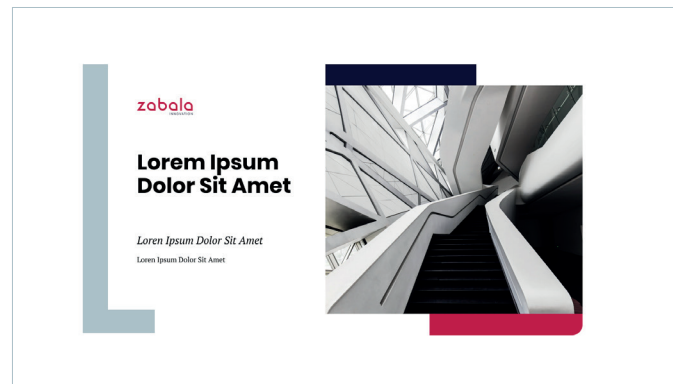 zabala
INNOVATION
Lorem Ipsum
Dolor Sit Amet
Loren Ipsum Dolor Sit Amet
Loren Ipsum Dolor Sit Amet